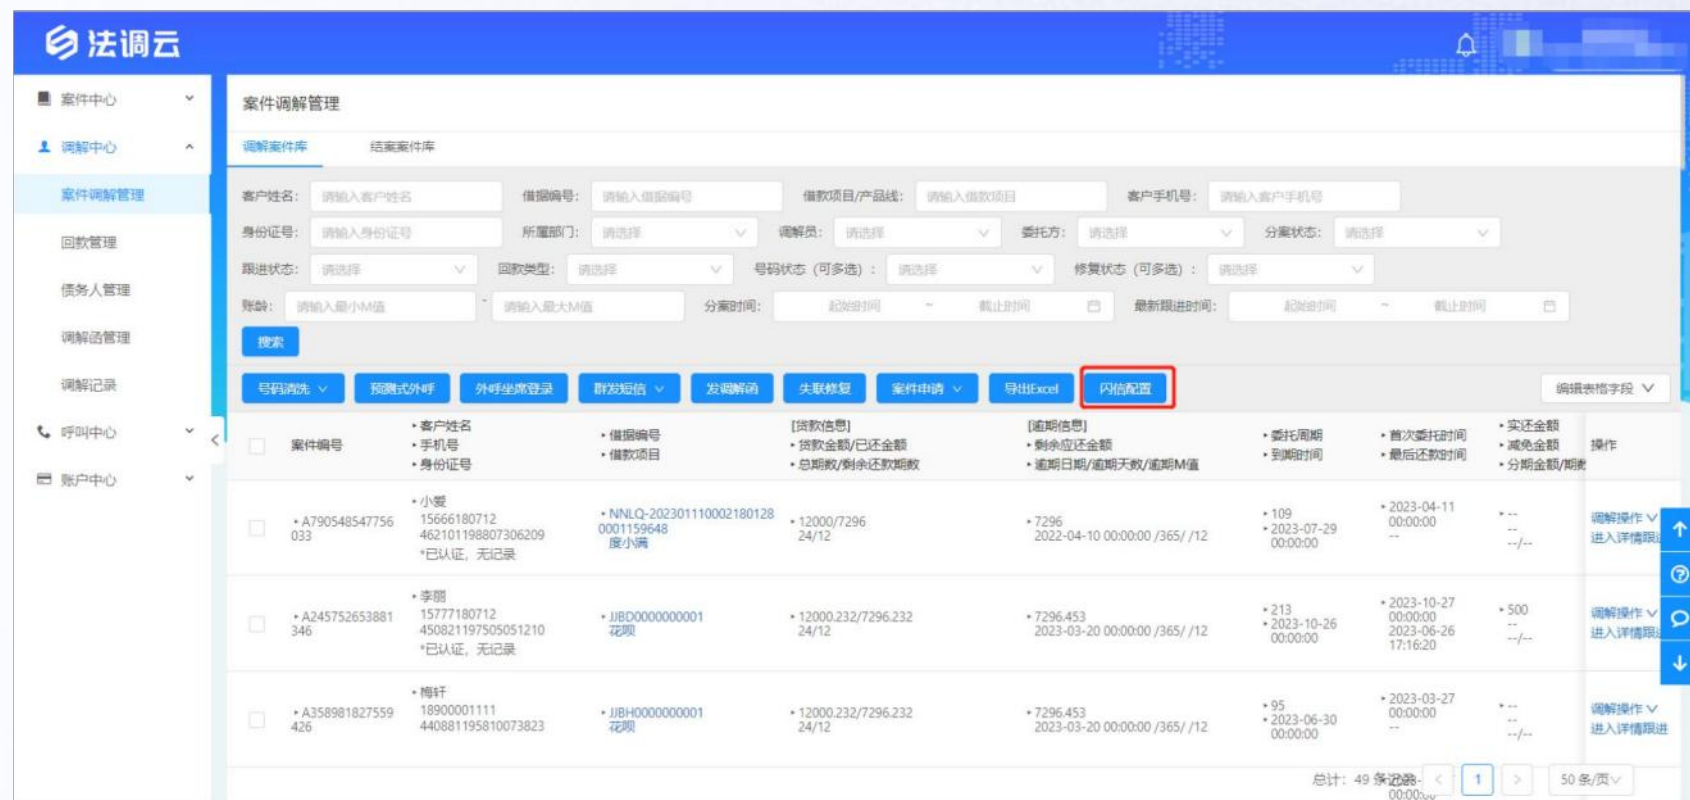 法调云
案件中心
案件调解管理
调解中心
调解案件库 结案案件库
案件调解管理
客户姓名: 请输入客户姓名 借据编号: 请输入借据编号 借款项目/产品线: 请输入借款项目 客户手机号: 请输入客户手机号
回款管理
身份证号: 请输入身份证号 所属部门: 请选择 调解员: 请选择 委托方: 请选择 分案状态: 请选择
跟进状态: 请选择 回款类型: 请选择 号码状态（可多选）: 请选择 修复状态（可多选）: 请选择
债务人管理
账龄: 请输入最小M值 - 请输入最大M值 分案时间: 起始时间 ~ 截止时间 最新跟进时间: 起始时间 ~ 截止时间
调解函管理
搜索
调解记录
号码清洗 预测式外呼 外呼坐席登录 群发短信 发调解函 失联修复 案件申请 导出Excel 闪信配置 编辑表格字段
呼叫中心
账户中心
案件编号
客户姓名
手机号
身份证号
借据编号
借款项目
[贷款信息]
贷款金额/已还金额
总期数/剩余还款期数
[逾期信息]
剩余应还金额
逾期日期/逾期天数/逾期M值
委托周期
到期时间
首次委托时间
最后还款时间
实还金额
减免金额
分期金额/期数
操作
A790548547756
033
小爱
15666180712
462101198807306209
*已认证，无记录
NNLQ-202301110002180128
0001159648
度小满
12000/7296
24/12
7296
2022-04-10 00:00:00 /365/ /12
109
2023-07-29
00:00:00
2023-04-11
00:00:00
--
--
--
--/--
调解操作
进入详情跟进
A245752653881
346
李丽
15777180712
450821197505051210
*已认证，无记录
JJBD0000000001
花呗
12000.232/7296.232
24/12
7296.453
2023-03-20 00:00:00 /365/ /12
213
2023-10-26
00:00:00
2023-10-27
00:00:00
2023-06-26
17:16:20
500
--
--/--
调解操作
进入详情跟进
A358981827559
426
梅轩
18900001111
440881195810073823
JJBH0000000001
花呗
12000.232/7296.232
24/12
7296.453
2023-03-20 00:00:00 /365/ /12
95
2023-06-30
00:00:00
2023-03-27
00:00:00
--
--
--
--/--
调解操作
进入详情跟进
总计: 49 条记录 < 1 > 50 条/页
00:00:00